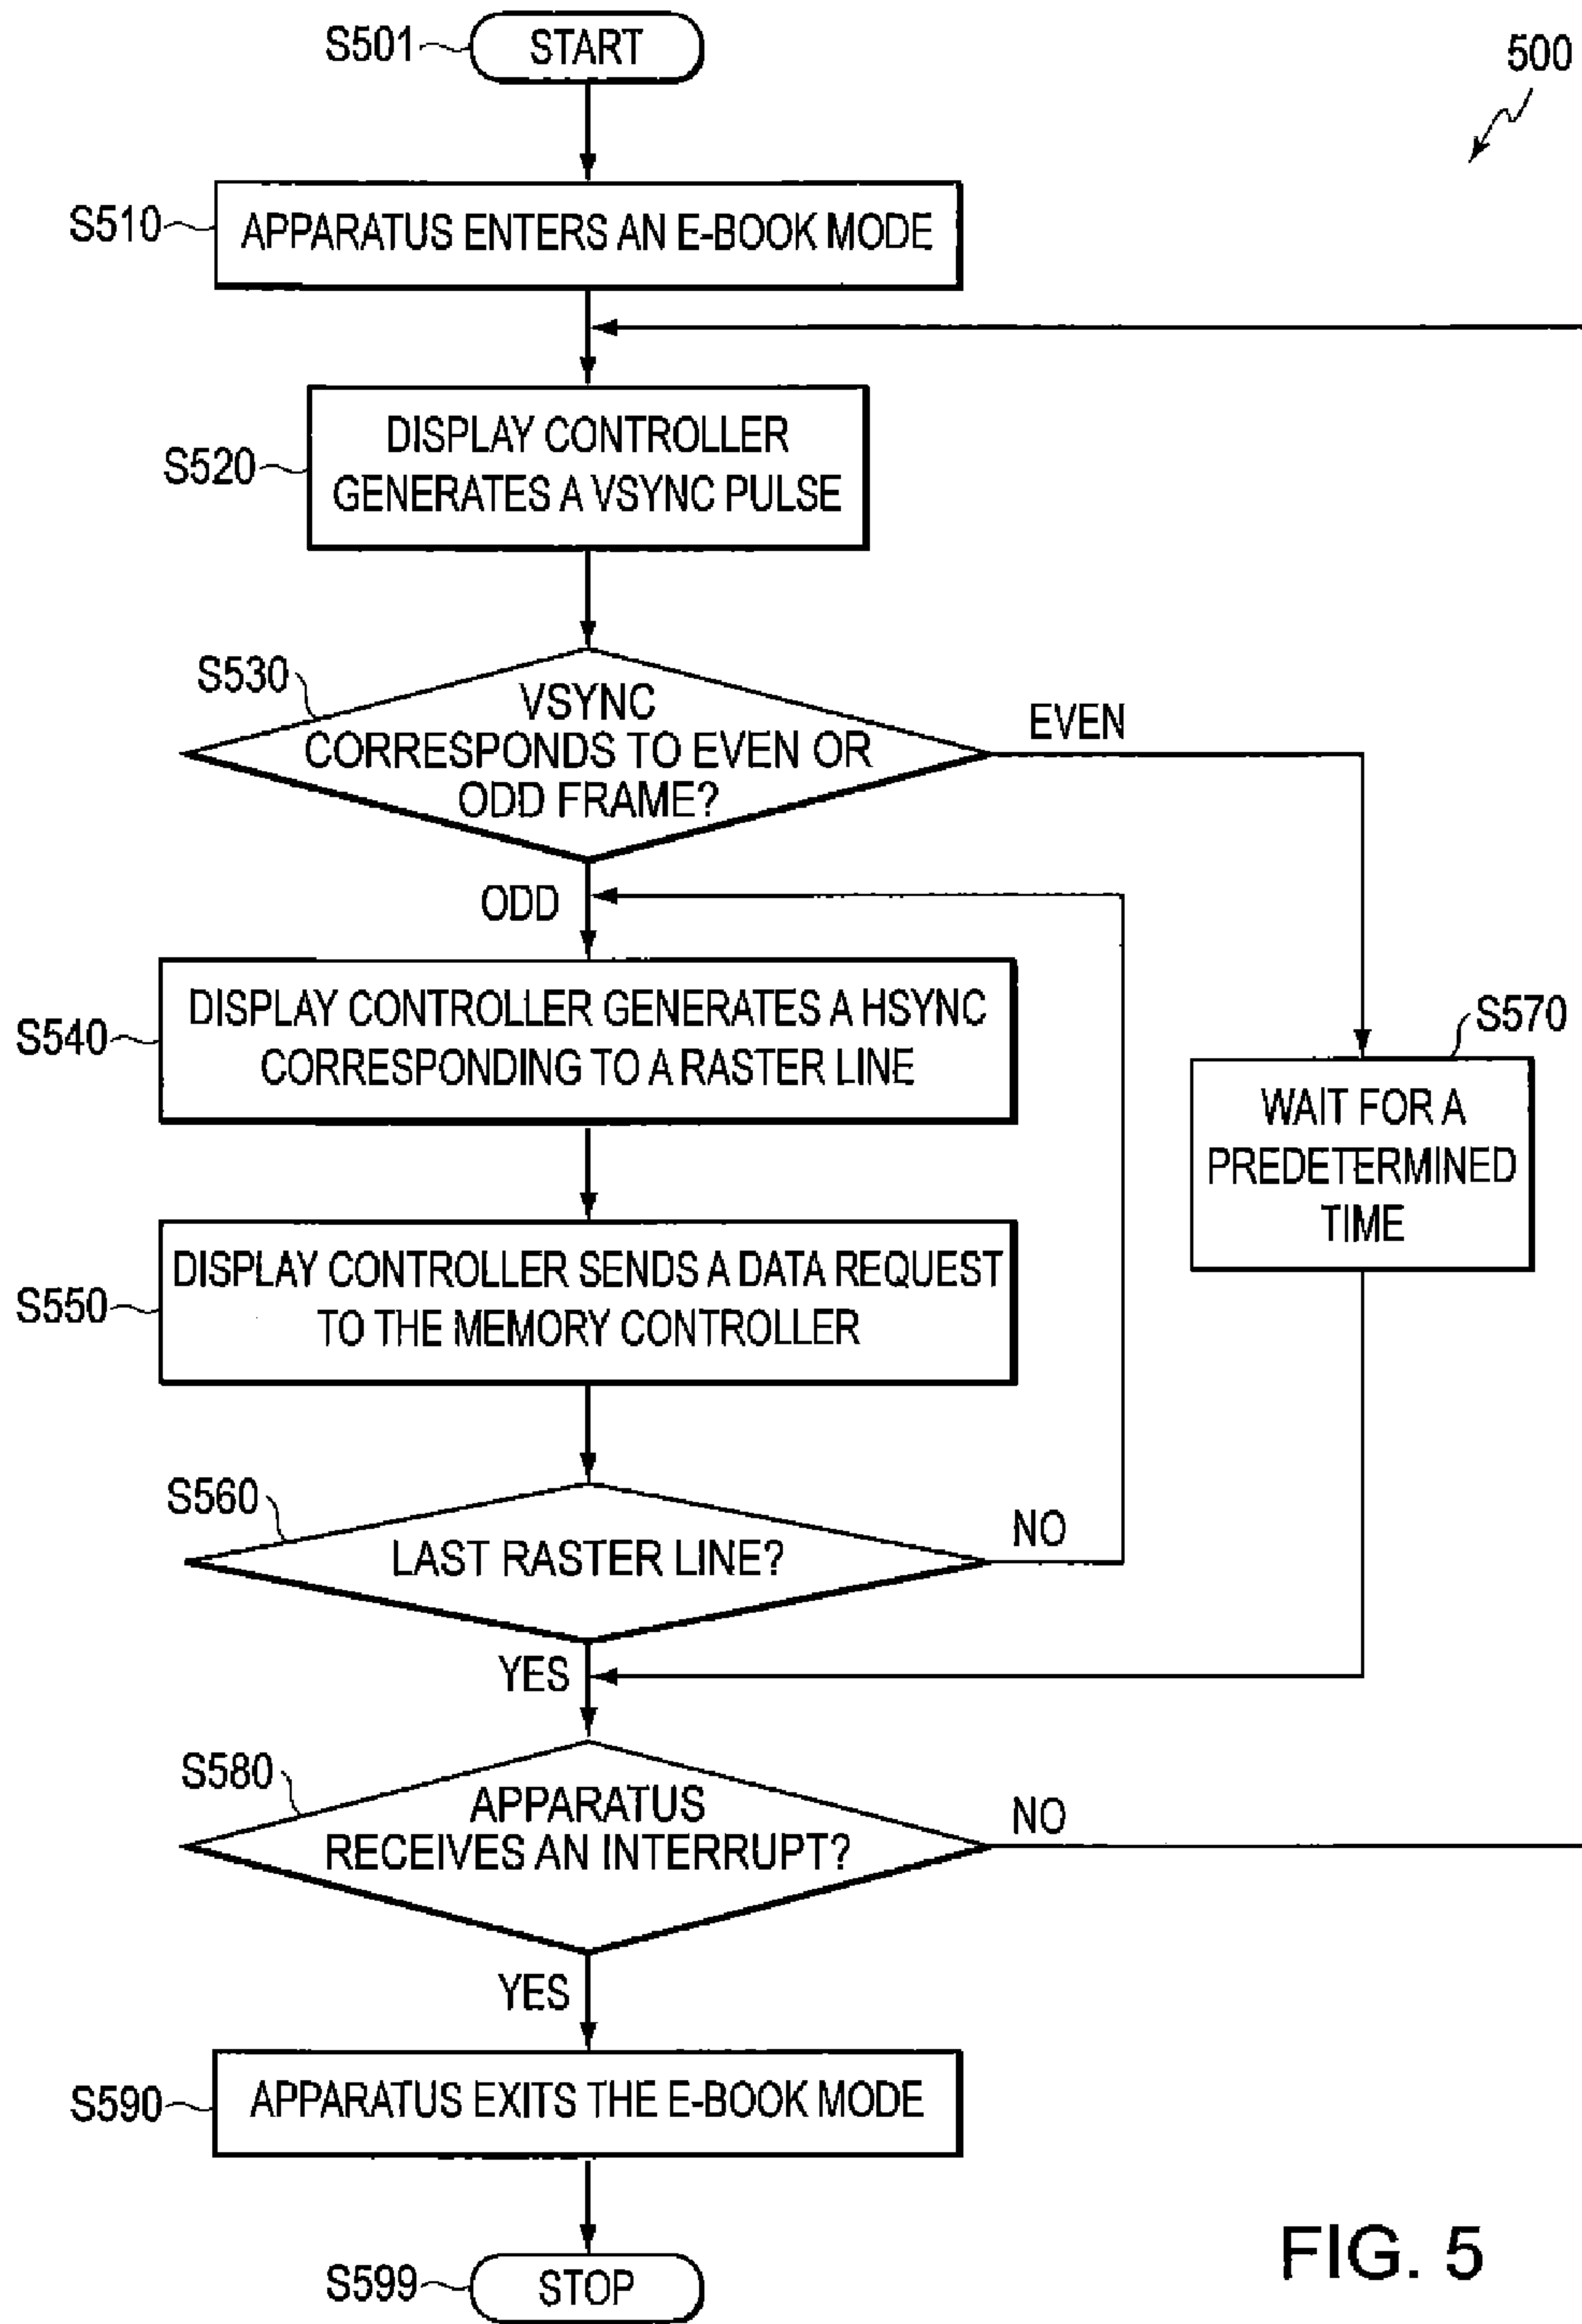 S501
START
500
S510
APPARATUS ENTERS AN E-BOOK MODE
S520
DISPLAY CONTROLLER
GENERATES A VSYNC PULSE
S530
VSYNC
CORRESPONDS TO EVEN OR
ODD FRAME?
EVEN
ODD
S540
DISPLAY CONTROLLER GENERATES A HSYNC
CORRESPONDING TO A RASTER LINE
S570
WAIT FOR A
PREDETERMINED
TIME
S550
DISPLAY CONTROLLER SENDS A DATA REQUEST
TO THE MEMORY CONTROLLER
S560
LAST RASTER LINE?
NO
YES
S580
APPARATUS
RECEIVES AN INTERRUPT?
NO
YES
S590
APPARATUS EXITS THE E-BOOK MODE
S599
STOP
FIG. 5